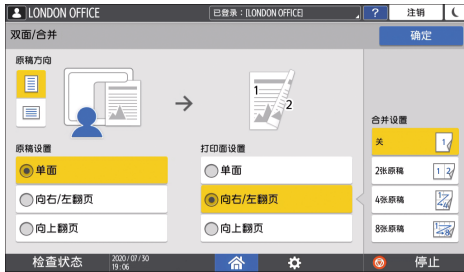 LONDON OFFICE
已登录：[LONDON OFFICE]
?
注销
双面/合并
确定
原稿方向
1
2
合并设置
关
1
原稿设置
打印面设置
单面
单面
2张原稿
1 2
向右/左翻页
向右/左翻页
4张原稿
向上翻页
向上翻页
8张原稿
检查状态
2020/07/30
19:06
停止